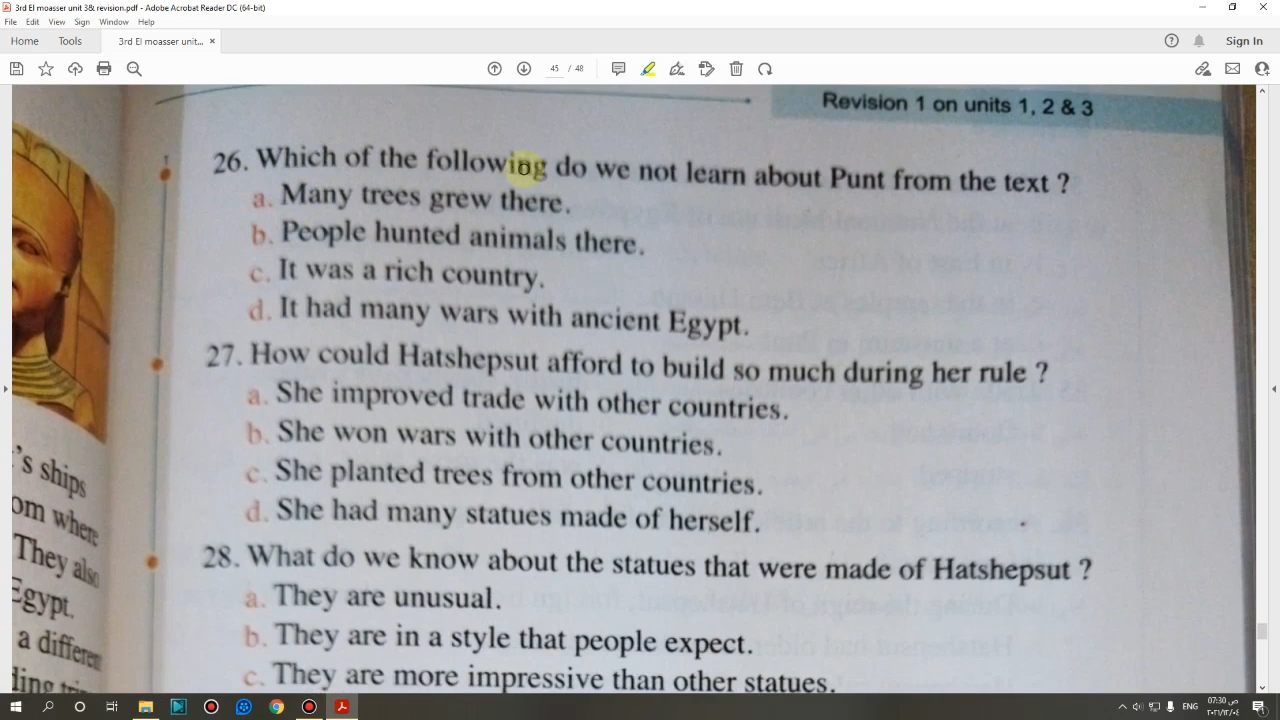 3rd El moasser unit 3& revision.pdf - Adobe Acrobat Reader DC (64-bit)
File Edit View Sign Window Help
Home Tools 3rd El moasser unit... × Sign In
45 / 48
Revision 1 on units 1, 2 & 3
26. Which of the following do we not learn about Punt from the text ?
a. Many trees grew there.
b. People hunted animals there.
c. It was a rich country.
d. It had many wars with ancient Egypt.
27. How could Hatshepsut afford to build so much during her rule ?
a. She improved trade with other countries.
b. She won wars with other countries.
c. She planted trees from other countries.
d. She had many statues made of herself.
28. What do we know about the statues that were made of Hatshepsut ?
a. They are unusual.
b. They are in a style that people expect.
c. They are more impressive than other statues.
's ships
om where
They also
Egypt.
a different
ENG
07:30 ص